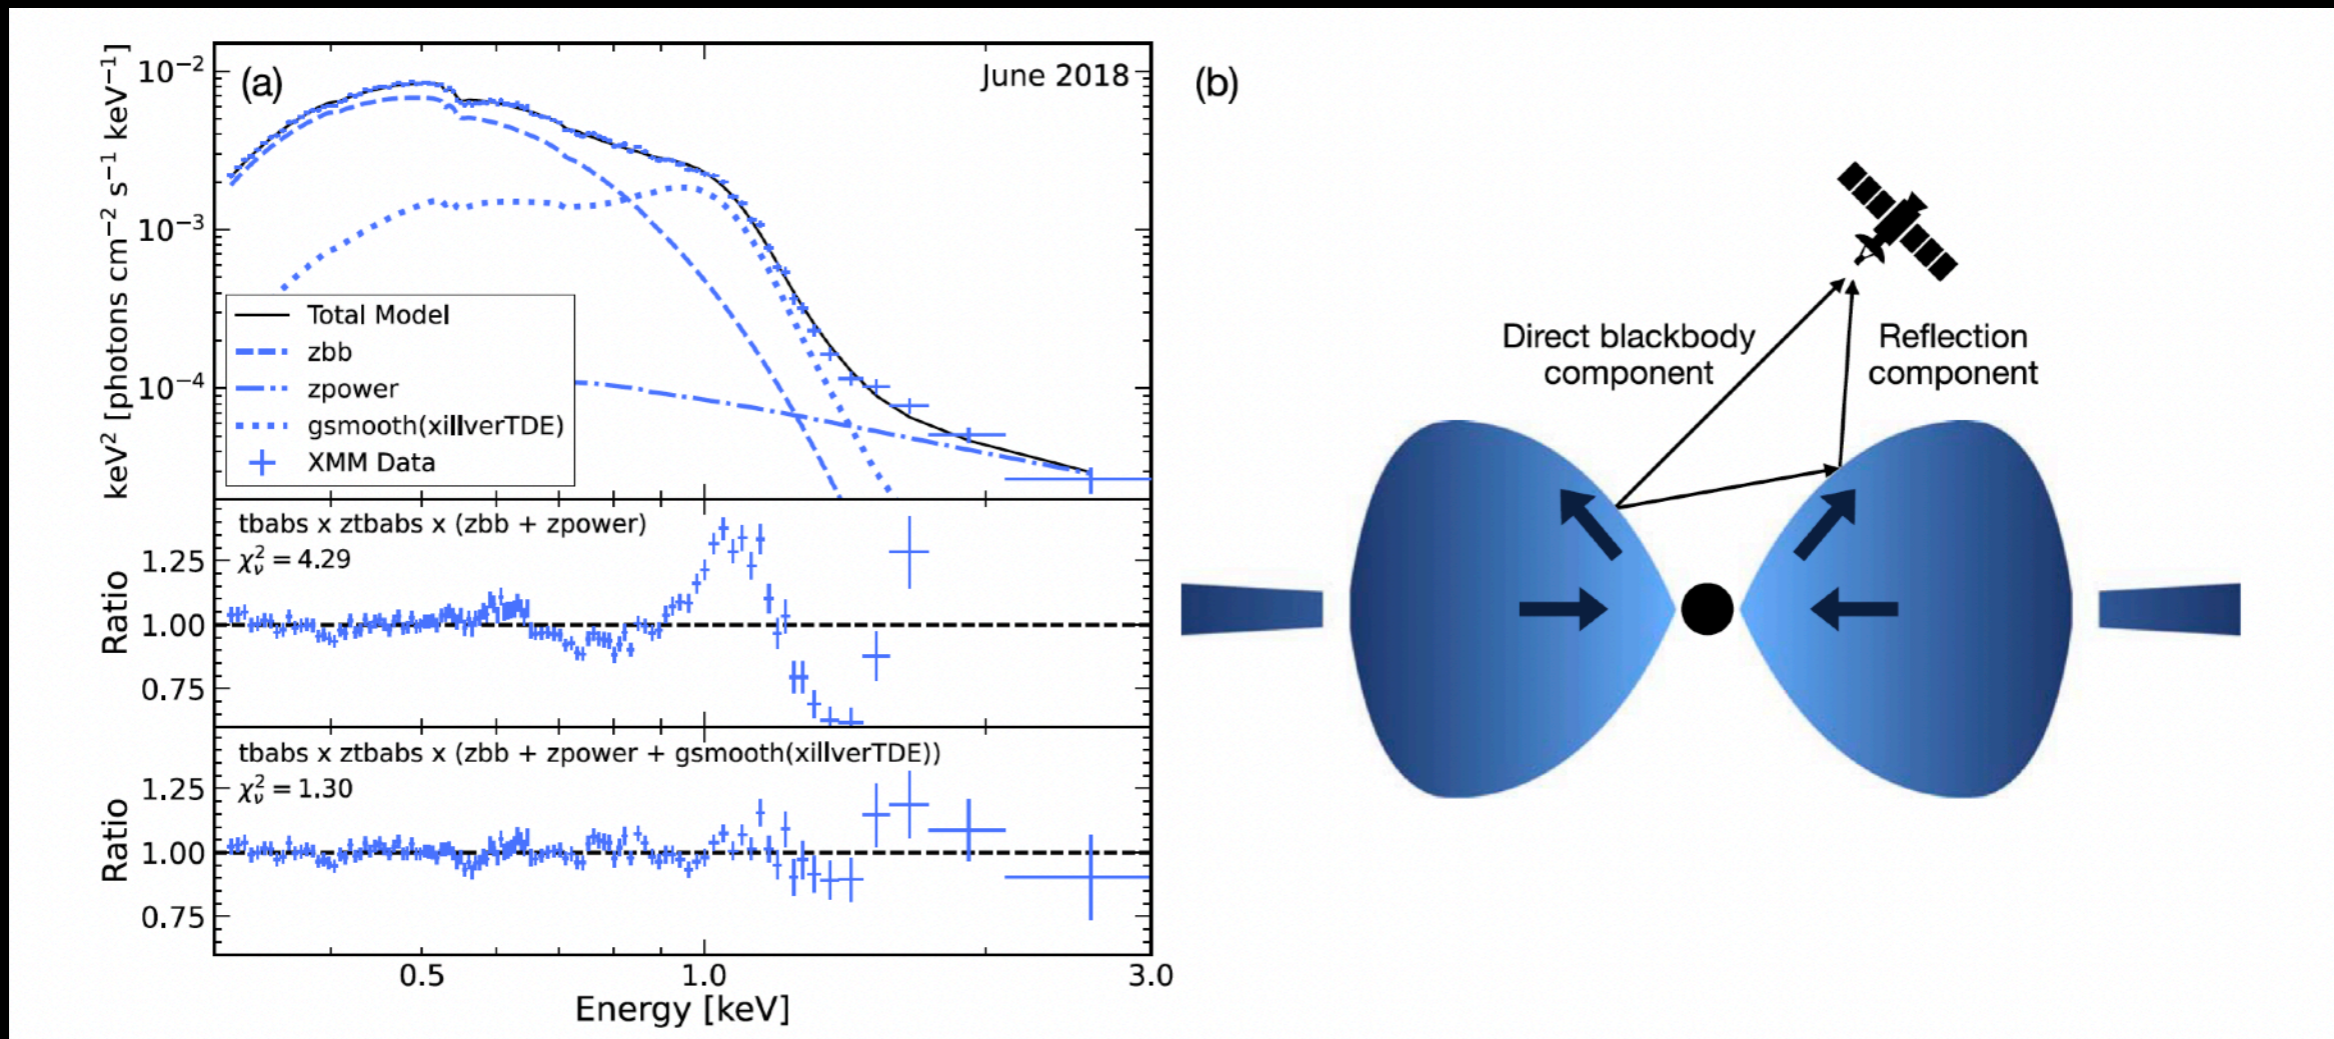 (a)
June 2018
keV² [photons cm⁻² s⁻¹ keV⁻¹]
10⁻²
10⁻³
10⁻⁴
Total Model
zbb
zpower
gsmooth(xillverTDE)
XMM Data
tbabs x ztbabs x (zbb + zpower)
χ²ᵥ = 4.29
Ratio
1.25
1.00
0.75
tbabs x ztbabs x (zbb + zpower + gsmooth(xillverTDE))
χ²ᵥ = 1.30
Ratio
1.25
1.00
0.75
0.5
1.0
3.0
Energy [keV]
(b)
Direct blackbody
component
Reflection
component